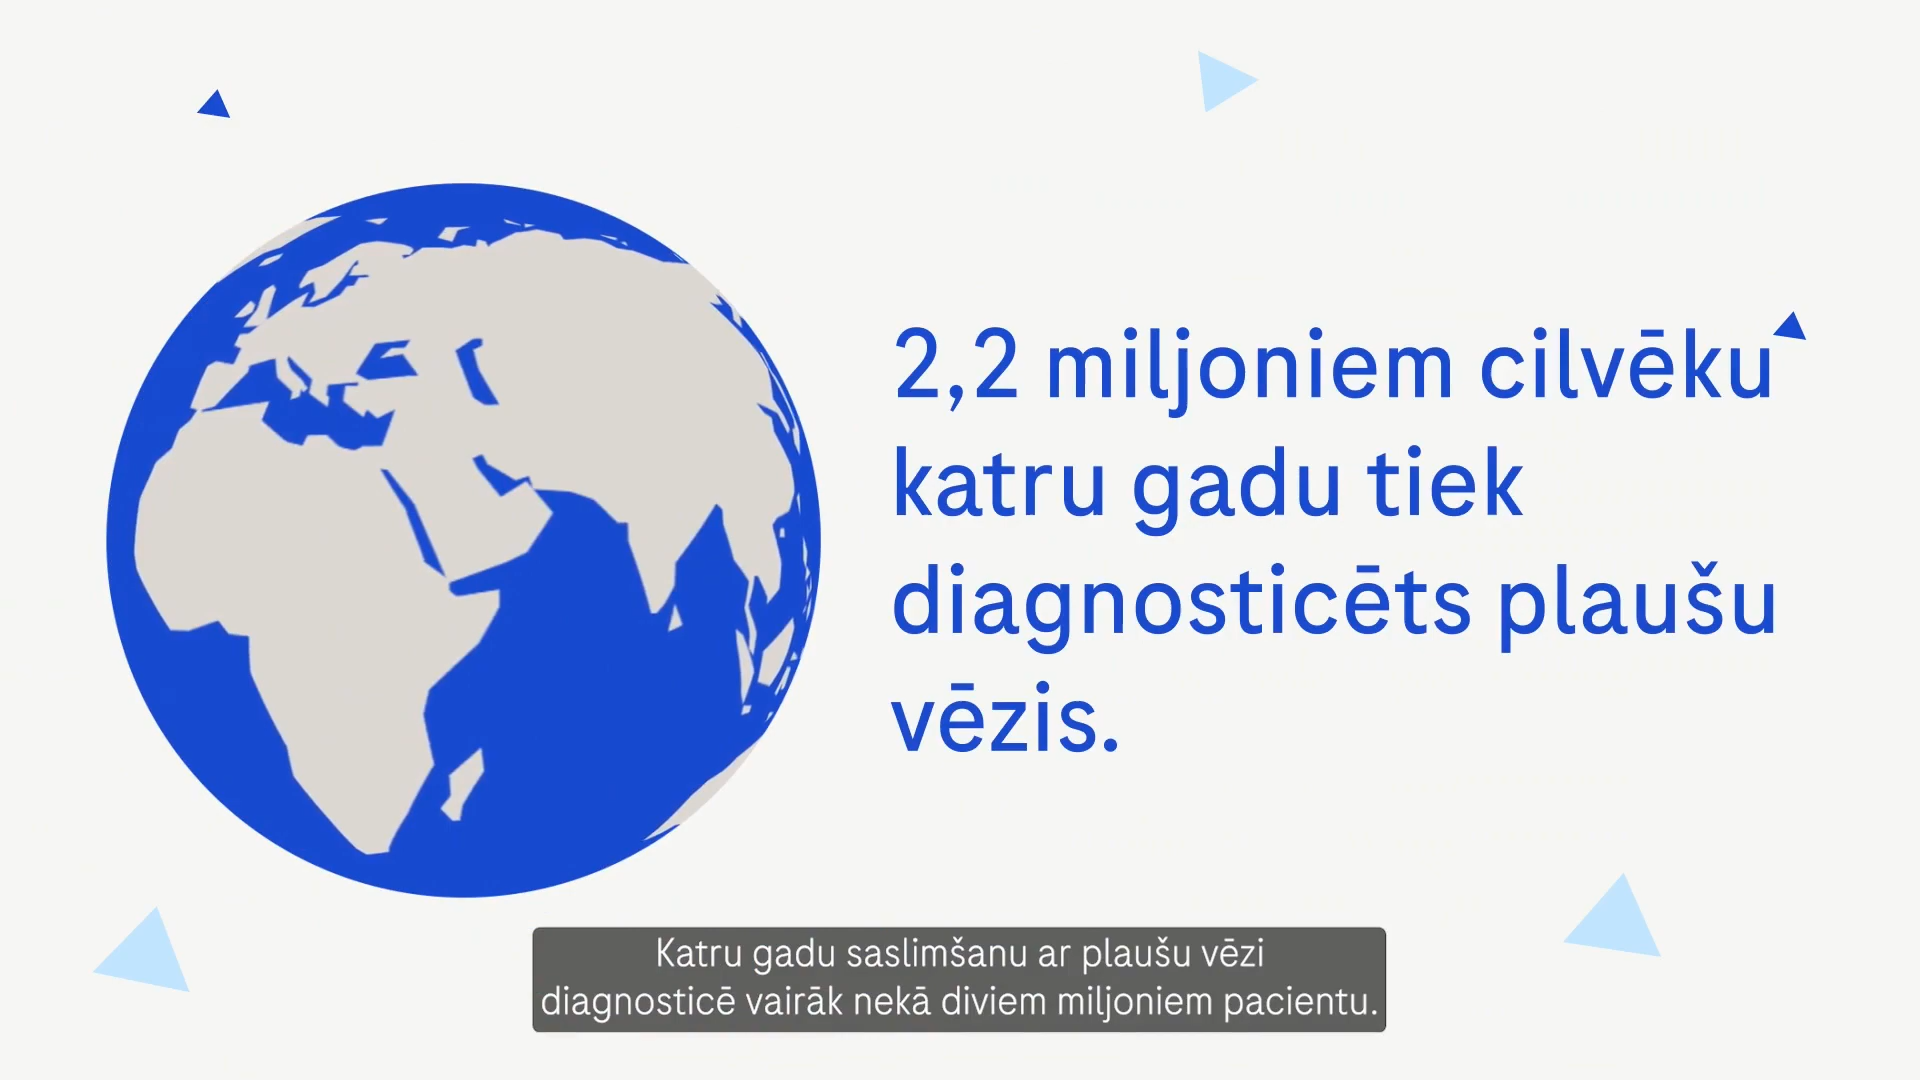 2,2 miljoniem cilvēku
katru gadu tiek
diagnosticēts plaušu
vēzis.
Katru gadu saslimšanu ar plaušu vēzi
diagnosticē vairāk nekā diviem miljoniem pacientu.